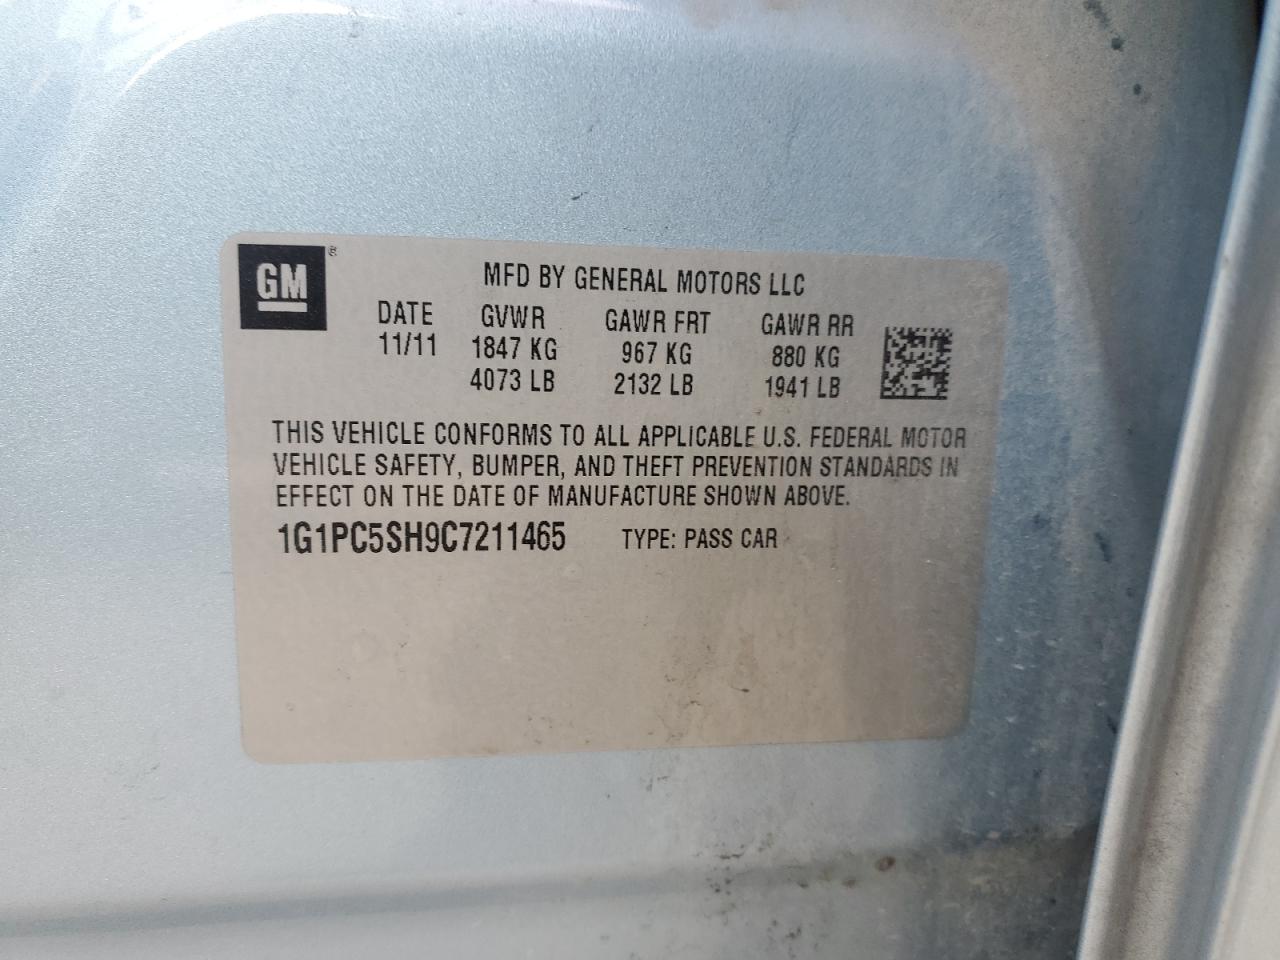 GM ®
MFD BY GENERAL MOTORS LLC
DATE GVWR GAWR FRT GAWR RR
11/11 1847 KG 967 KG 880 KG
4073 LB 2132 LB 1941 LB
THIS VEHICLE CONFORMS TO ALL APPLICABLE U.S. FEDERAL MOTOR
VEHICLE SAFETY, BUMPER, AND THEFT PREVENTION STANDARDS IN
EFFECT ON THE DATE OF MANUFACTURE SHOWN ABOVE.
1G1PC5SH9C7211465 TYPE: PASS CAR